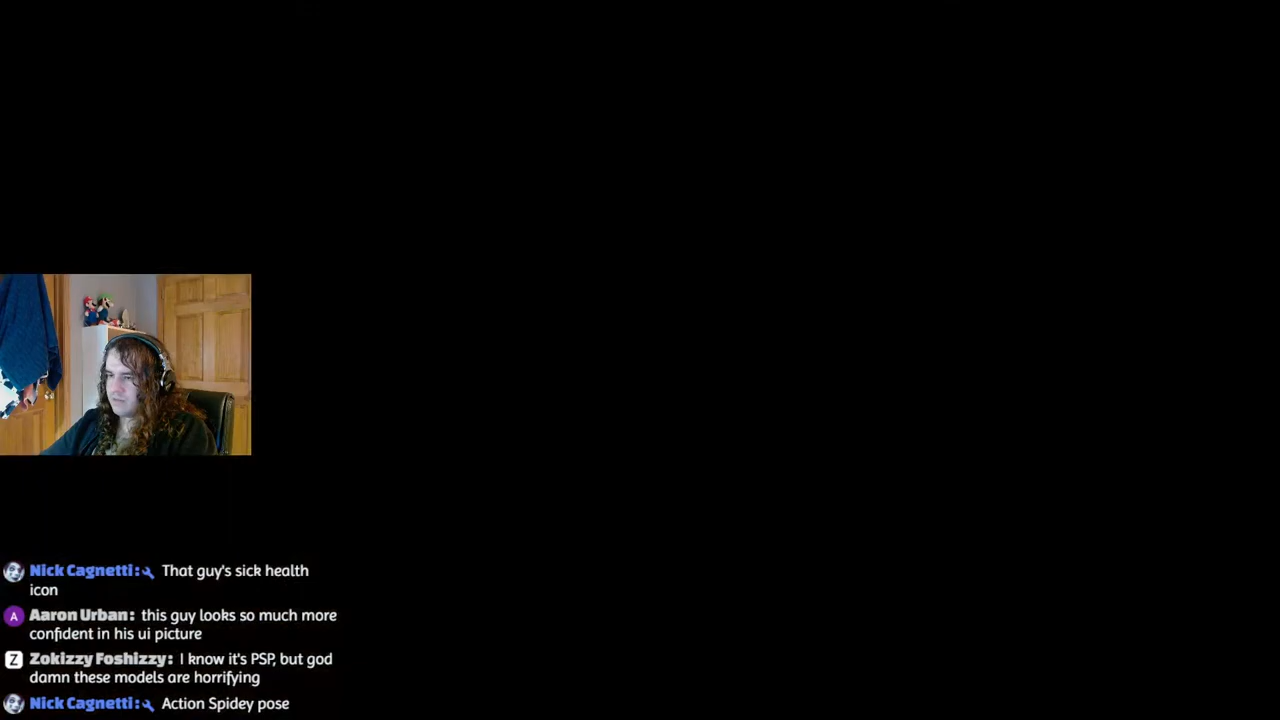 Nick Cagnetti: That guy's sick health
icon
A Aaron Urban: this guy looks so much more
confident in his ui picture
Z Zokizzy Foshizzy: I know it's PSP, but god
damn these models are horrifying
Nick Cagnetti: Action Spidey pose